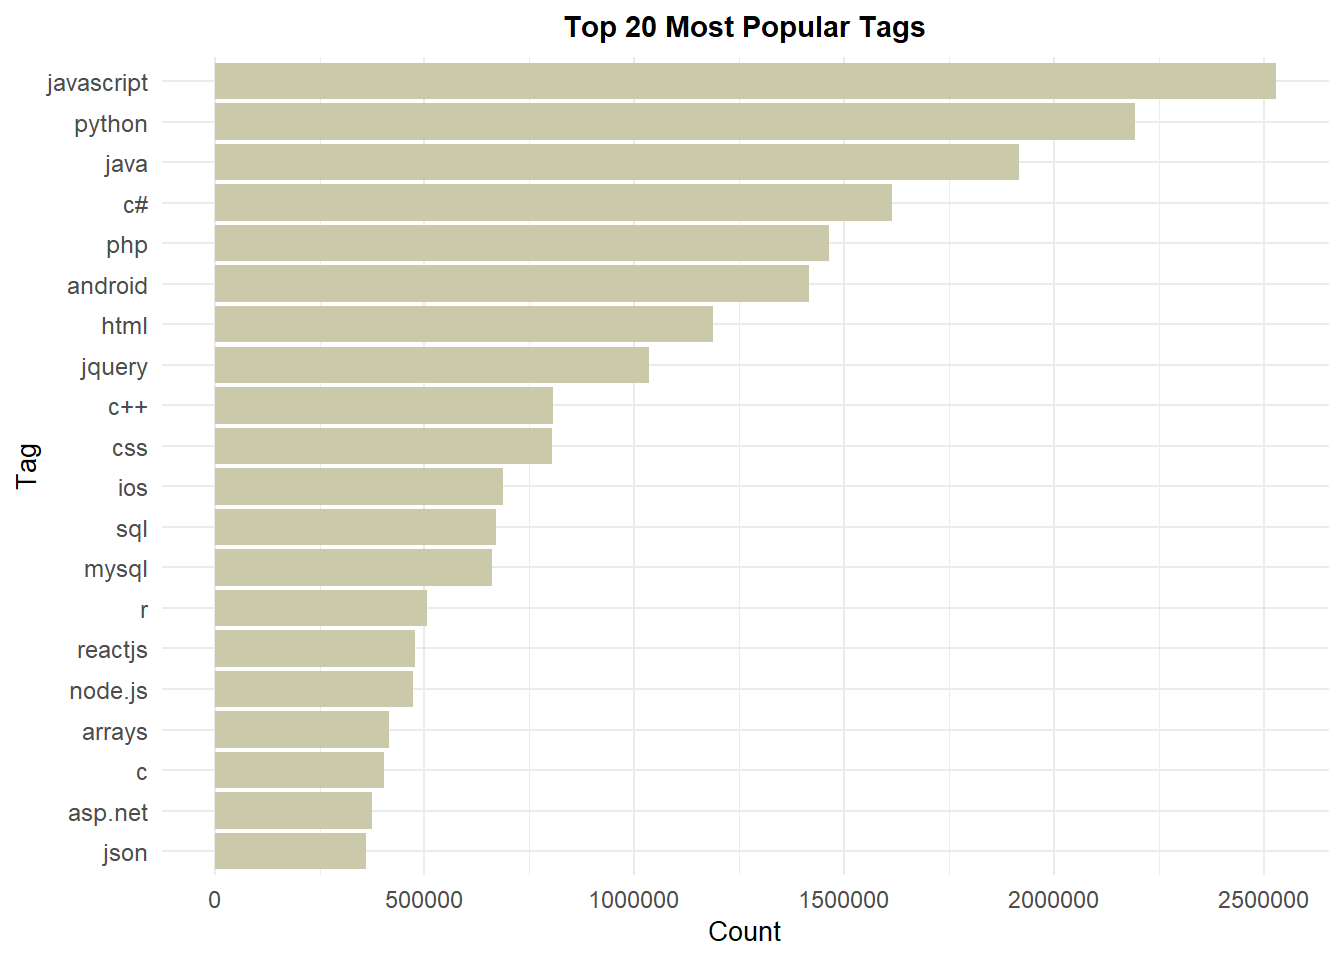 Top 20 Most Popular Tags
javascript
python
java
c#
php
android
html
jquery
c++
css
ios
sql
mysql
r
reactjs
node.js
arrays
c
asp.net
json
Tag
0 500000 1000000 1500000 2000000 2500000
Count